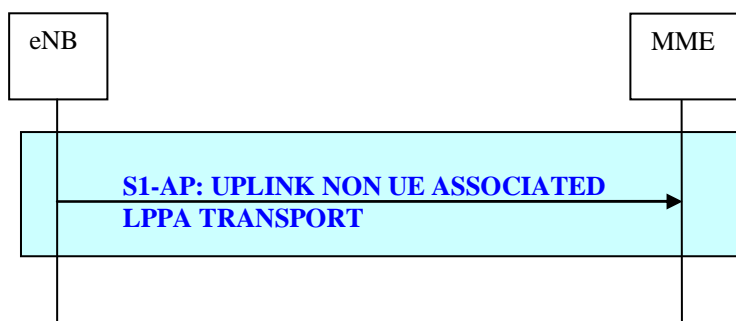 eNB
MME
S1-AP: UPLINK NON UE ASSOCIATED
LPPA TRANSPORT